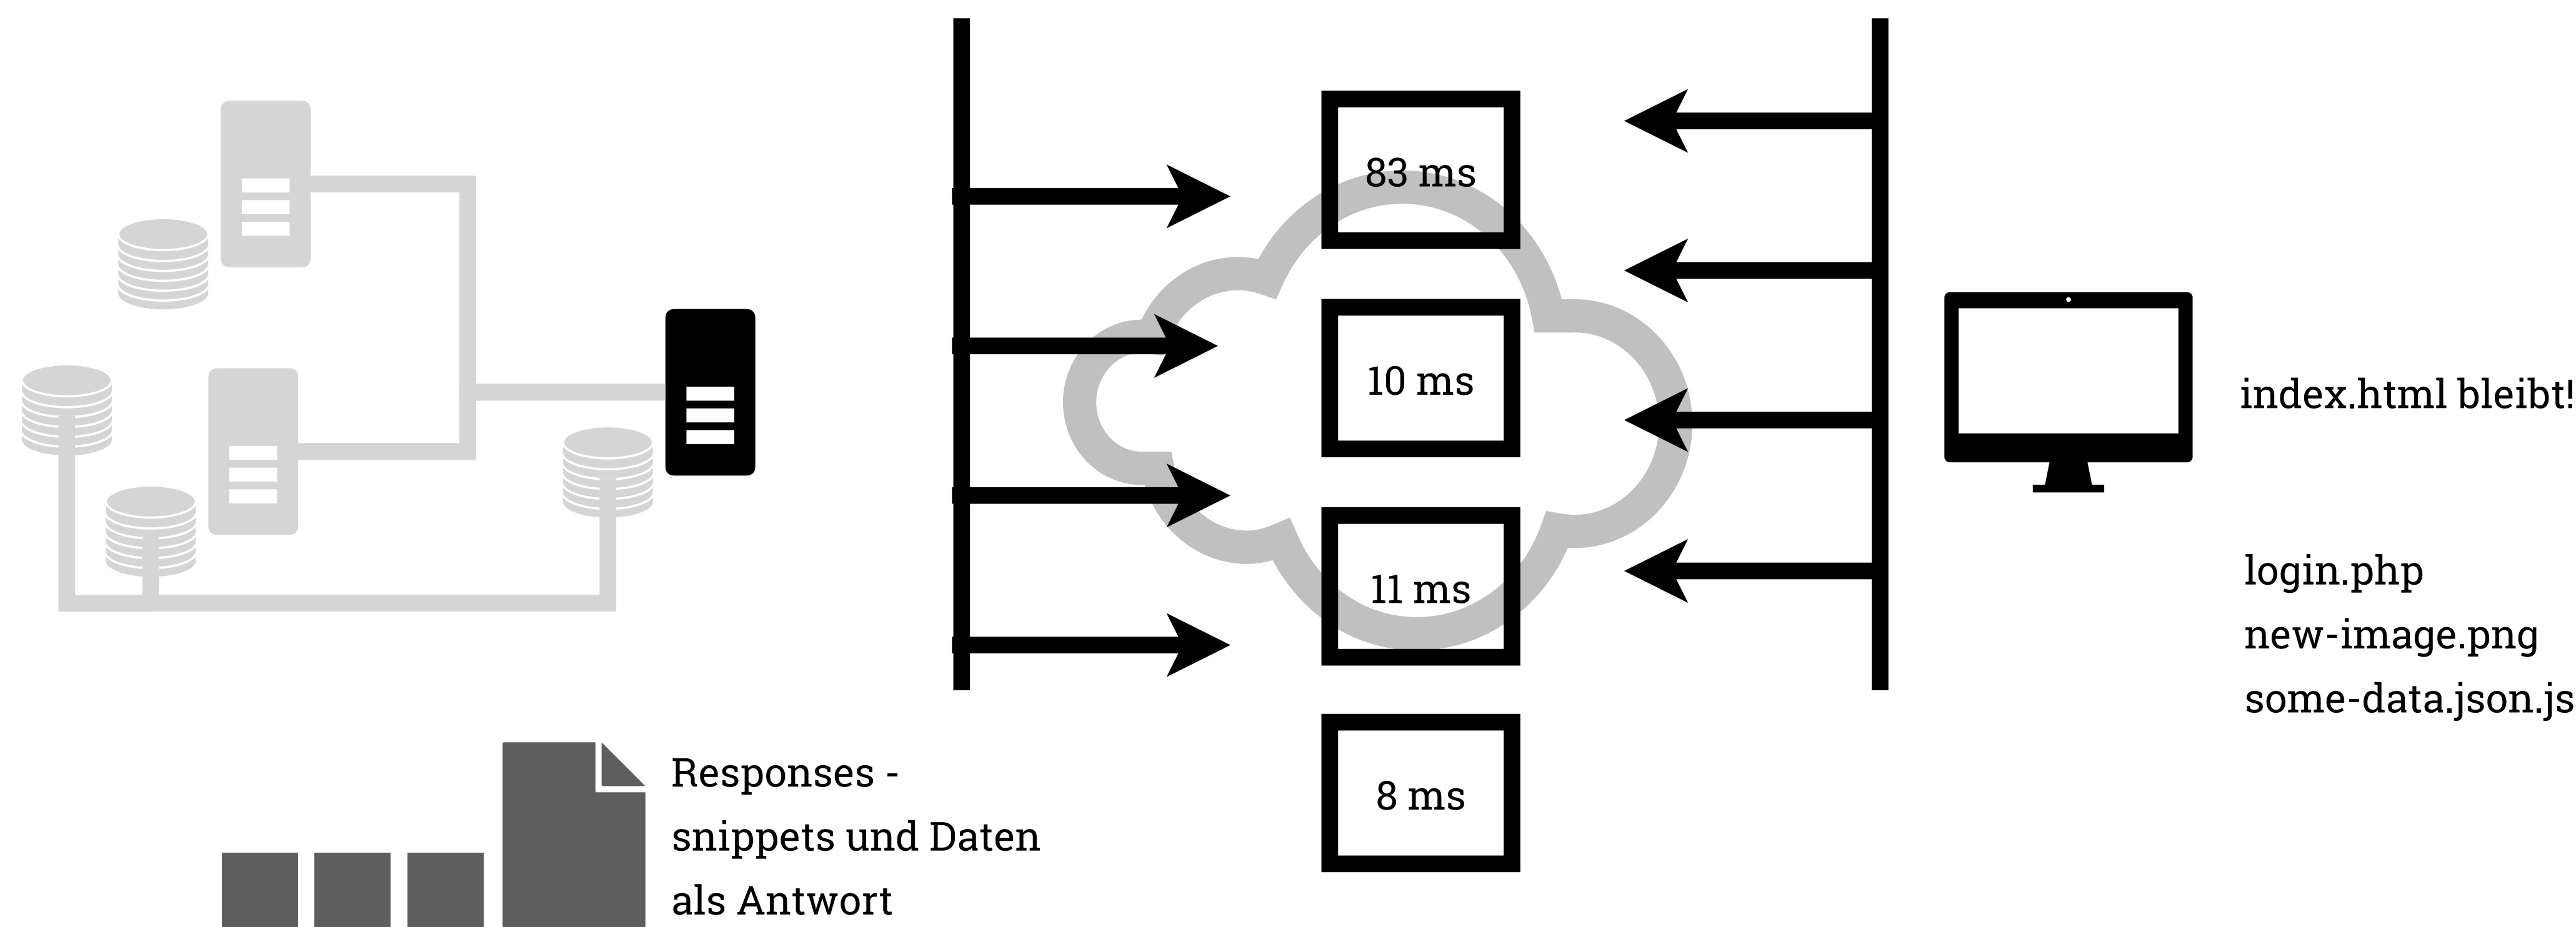 83 ms
10 ms
11 ms
8 ms
index.html bleibt!
login.php
new-image.png
some-data.json.js
Responses -
snippets und Daten
als Antwort